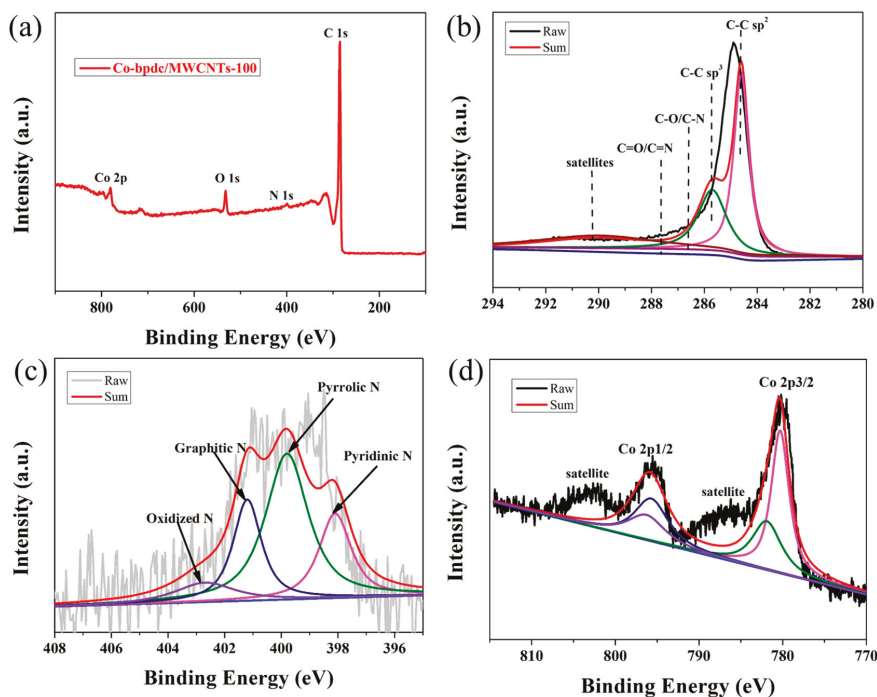 (a)
C 1s
Co-bpdc/MWCNTs-100
Co 2p
O 1s
N 1s
Intensity (a.u.)
800
600
400
200
Binding Energy (eV)
(b)
Raw
Sum
C-C sp²
C-C sp³
C-O/C-N
C=O/C=N
satellites
Intensity (a.u.)
294
292
290
288
286
284
282
280
Binding Energy (eV)
(c)
Raw
Sum
Pyrrolic N
Graphitic N
Pyridinic N
Oxidized N
Intensity (a.u.)
408
406
404
402
400
398
396
Binding Energy (eV)
(d)
Raw
Sum
Co 2p3/2
Co 2p1/2
satellite
satellite
Intensity (a.u.)
810
800
790
780
770
Binding Energy (eV)